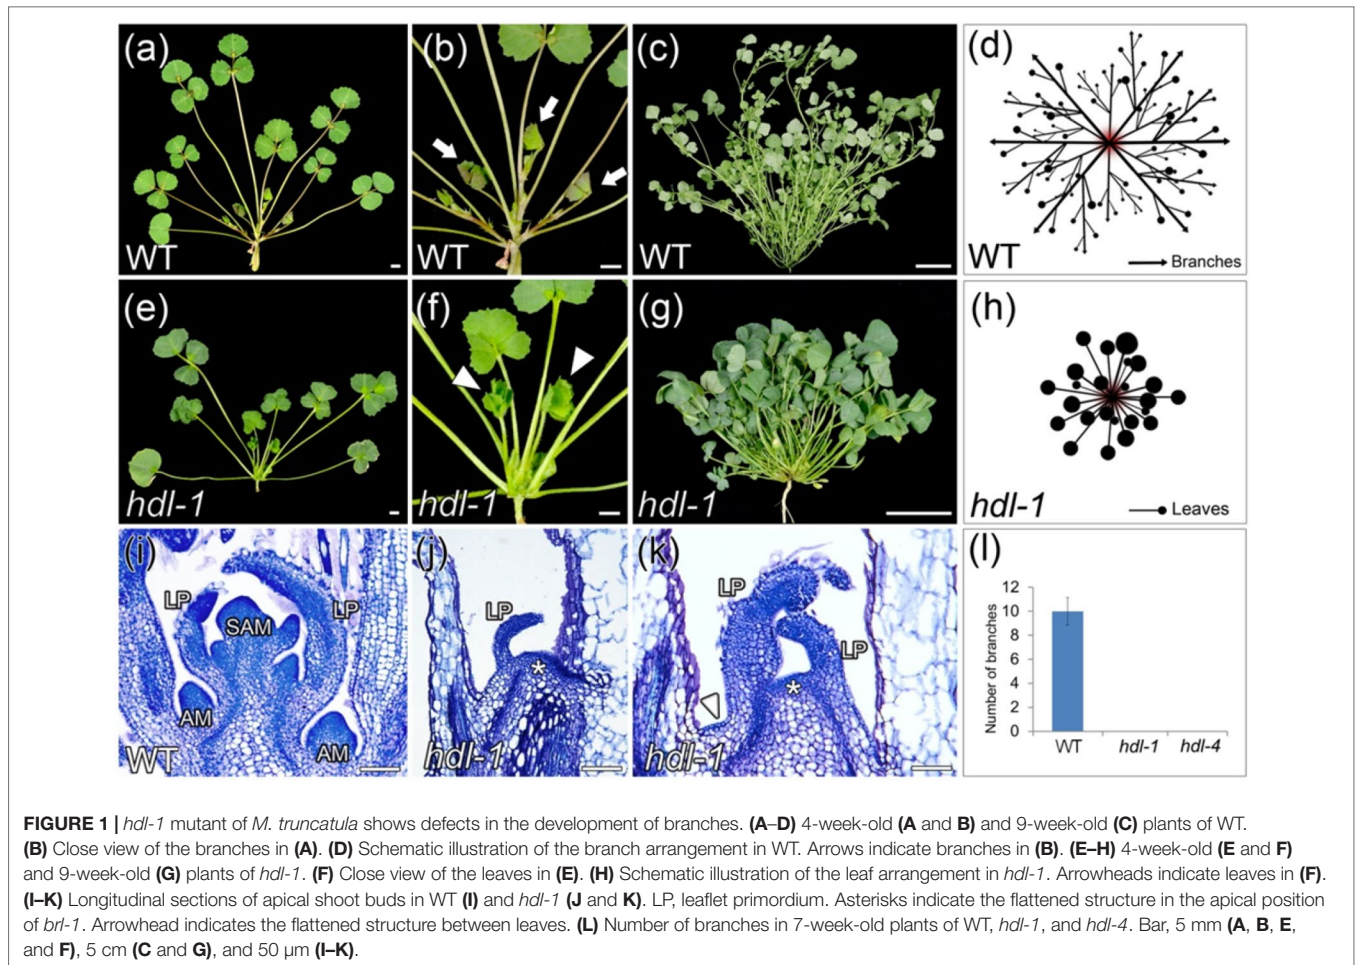 (a)
WT
(b)
WT
(c)
WT
(d)
WT
Branches
(e)
hdl-1
(f)
hdl-1
(g)
hdl-1
(h)
hdl-1
Leaves
(i)
LP
LP
SAM
AM
AM
WT
(j)
LP
*
hdl-1
(k)
LP
LP
*
hdl-1
(l)
Number of branches
12
10
8
6
4
2
0
WT
hdl-1
hdl-4
FIGURE 1 | hdl-1 mutant of M. truncatula shows defects in the development of branches. (A–D) 4-week-old (A and B) and 9-week-old (C) plants of WT.
(B) Close view of the branches in (A). (D) Schematic illustration of the branch arrangement in WT. Arrows indicate branches in (B). (E–H) 4-week-old (E and F)
and 9-week-old (G) plants of hdl-1. (F) Close view of the leaves in (E). (H) Schematic illustration of the leaf arrangement in hdl-1. Arrowheads indicate leaves in (F).
(I–K) Longitudinal sections of apical shoot buds in WT (I) and hdl-1 (J and K). LP, leaflet primordium. Asterisks indicate the flattened structure in the apical position
of brl-1. Arrowhead indicates the flattened structure between leaves. (L) Number of branches in 7-week-old plants of WT, hdl-1, and hdl-4. Bar, 5 mm (A, B, E,
and F), 5 cm (C and G), and 50 µm (I–K).